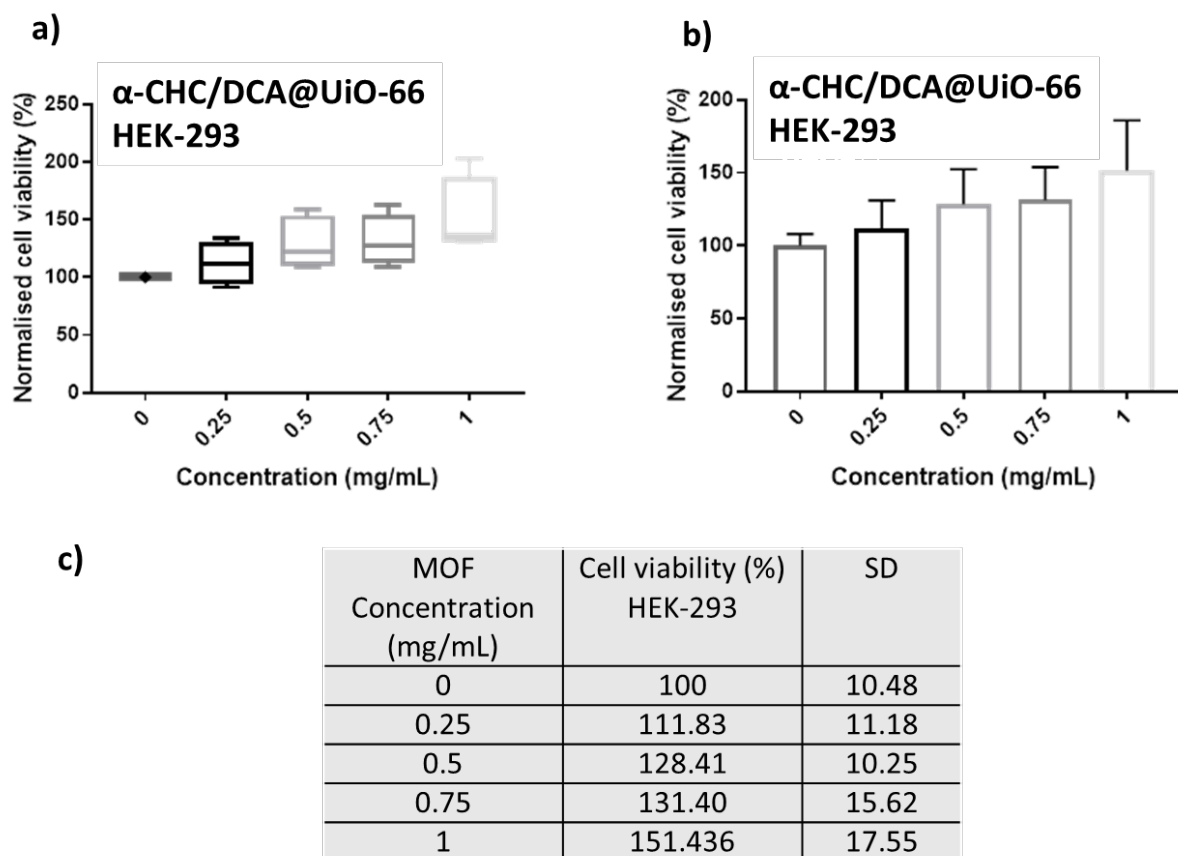 a)
α-CHC/DCA@UiO-66
HEK-293
Normalised cell viability (%)
250
200
150
100
50
0
0
0.25
0.5
0.75
1
Concentration (mg/mL)
b)
α-CHC/DCA@UiO-66
HEK-293
Normalised cell viability (%)
200
150
100
50
0
0
0.25
0.5
0.75
1
Concentration (mg/mL)
c)
MOF Concentration (mg/mL)
Cell viability (%) HEK-293
SD
0 100 10.48
0.25 111.83 11.18
0.5 128.41 10.25
0.75 131.40 15.62
1 151.436 17.55